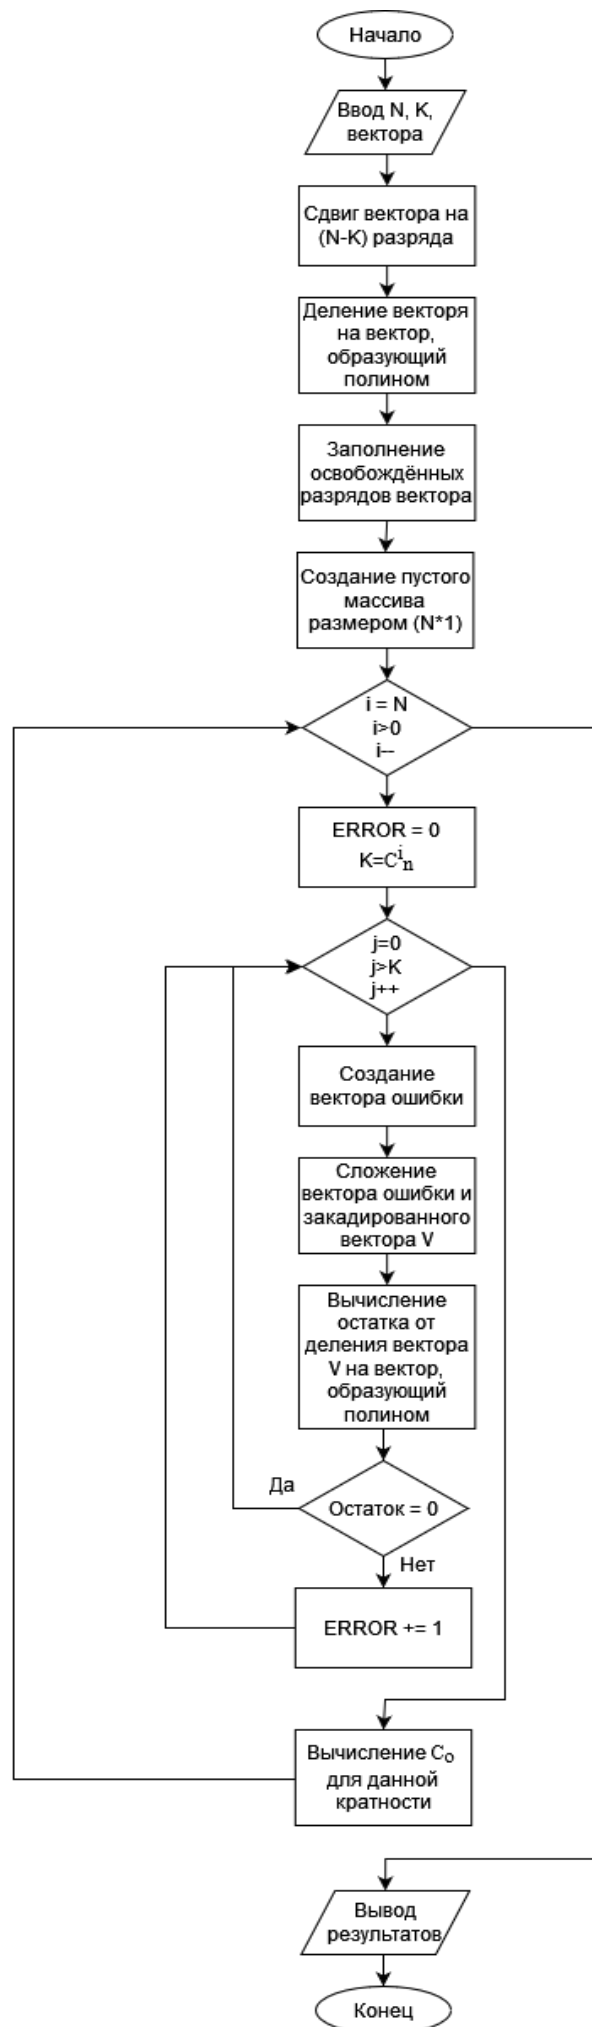 Начало
Ввод N, K,
вектора
Сдвиг вектора на
(N-K) разряда
Деление векторя
на вектор,
образующий
полином
Заполнение
освобождённых
разрядов вектора
Создание пустого
массива
размером (N*1)
i = N
i>0
i--
ERROR = 0
K=Cⁱₙ
j=0
j>K
j++
Создание
вектора ошибки
Сложение
вектора ошибки и
закадированного
вектора V
Вычисление
остатка от
деления вектора
V на вектор,
образующий
полином
Да
Остаток = 0
Нет
ERROR += 1
Вычисление Cₒ
для данной
кратности
Вывод
результатов
Конец